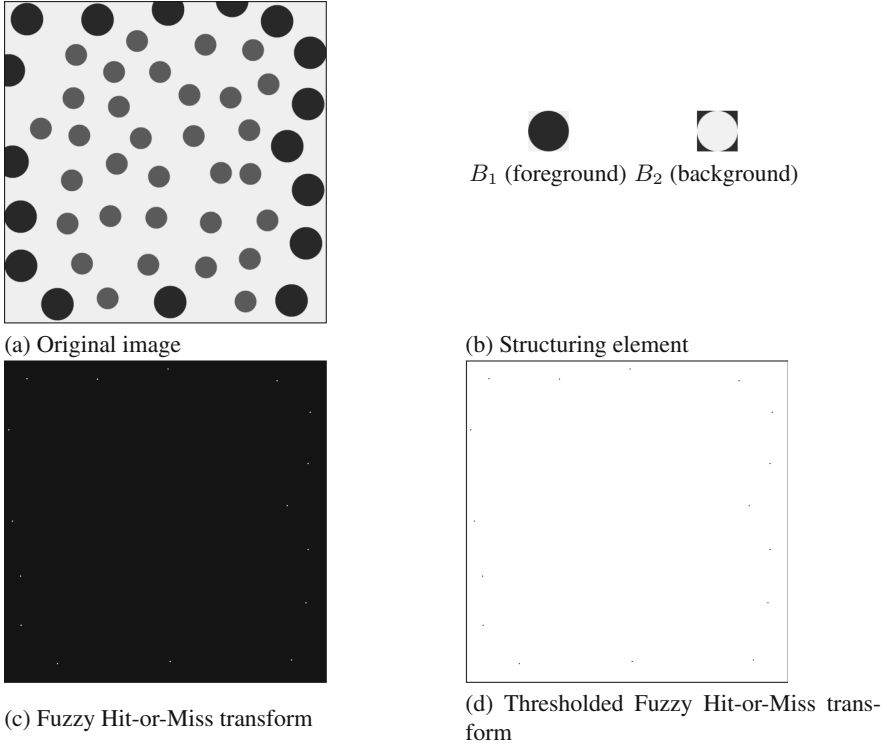 B₁ (foreground) B₂ (background)
(a) Original image
(b) Structuring element
(c) Fuzzy Hit-or-Miss transform
(d) Thresholded Fuzzy Hit-or-Miss trans-
form